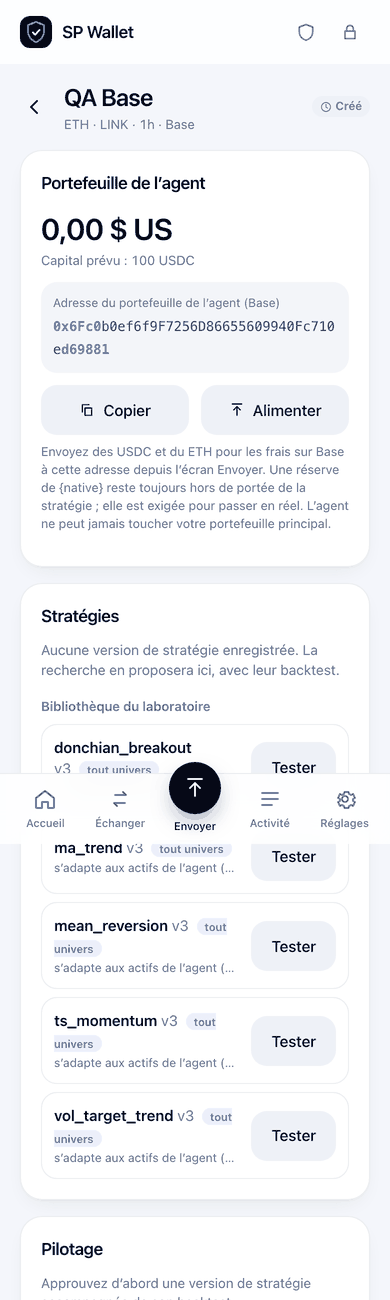 SP Wallet
QA Base
ETH · LINK · 1h · Base
Créé
Portefeuille de l’agent
0,00 $ US
Capital prévu : 100 USDC
Adresse du portefeuille de l’agent (Base)
0x6Fc0b0ef6f9F7256D86655609940Fc710
ed69881
Copier
Alimenter
Envoyez des USDC et du ETH pour les frais sur Base
à cette adresse depuis l’écran Envoyer. Une réserve
de {native} reste toujours hors de portée de la
stratégie ; elle est exigée pour passer en réel. L’agent
ne peut jamais toucher votre portefeuille principal.
Stratégies
Aucune version de stratégie enregistrée. La
recherche en proposera ici, avec leur backtest.
Bibliothèque du laboratoire
donchian_breakout
v3 tout univers
Tester
Accueil
Échanger
Envoyer
Activité
Réglages
ma_trend v3 tout univers
s’adapte aux actifs de l’agent (...
Tester
mean_reversion v3 tout
univers
s’adapte aux actifs de l’agent (...
Tester
ts_momentum v3 tout
univers
s’adapte aux actifs de l’agent (...
Tester
vol_target_trend v3 tout
univers
s’adapte aux actifs de l’agent (...
Tester
Pilotage
Approuvez d’abord une version de stratégie